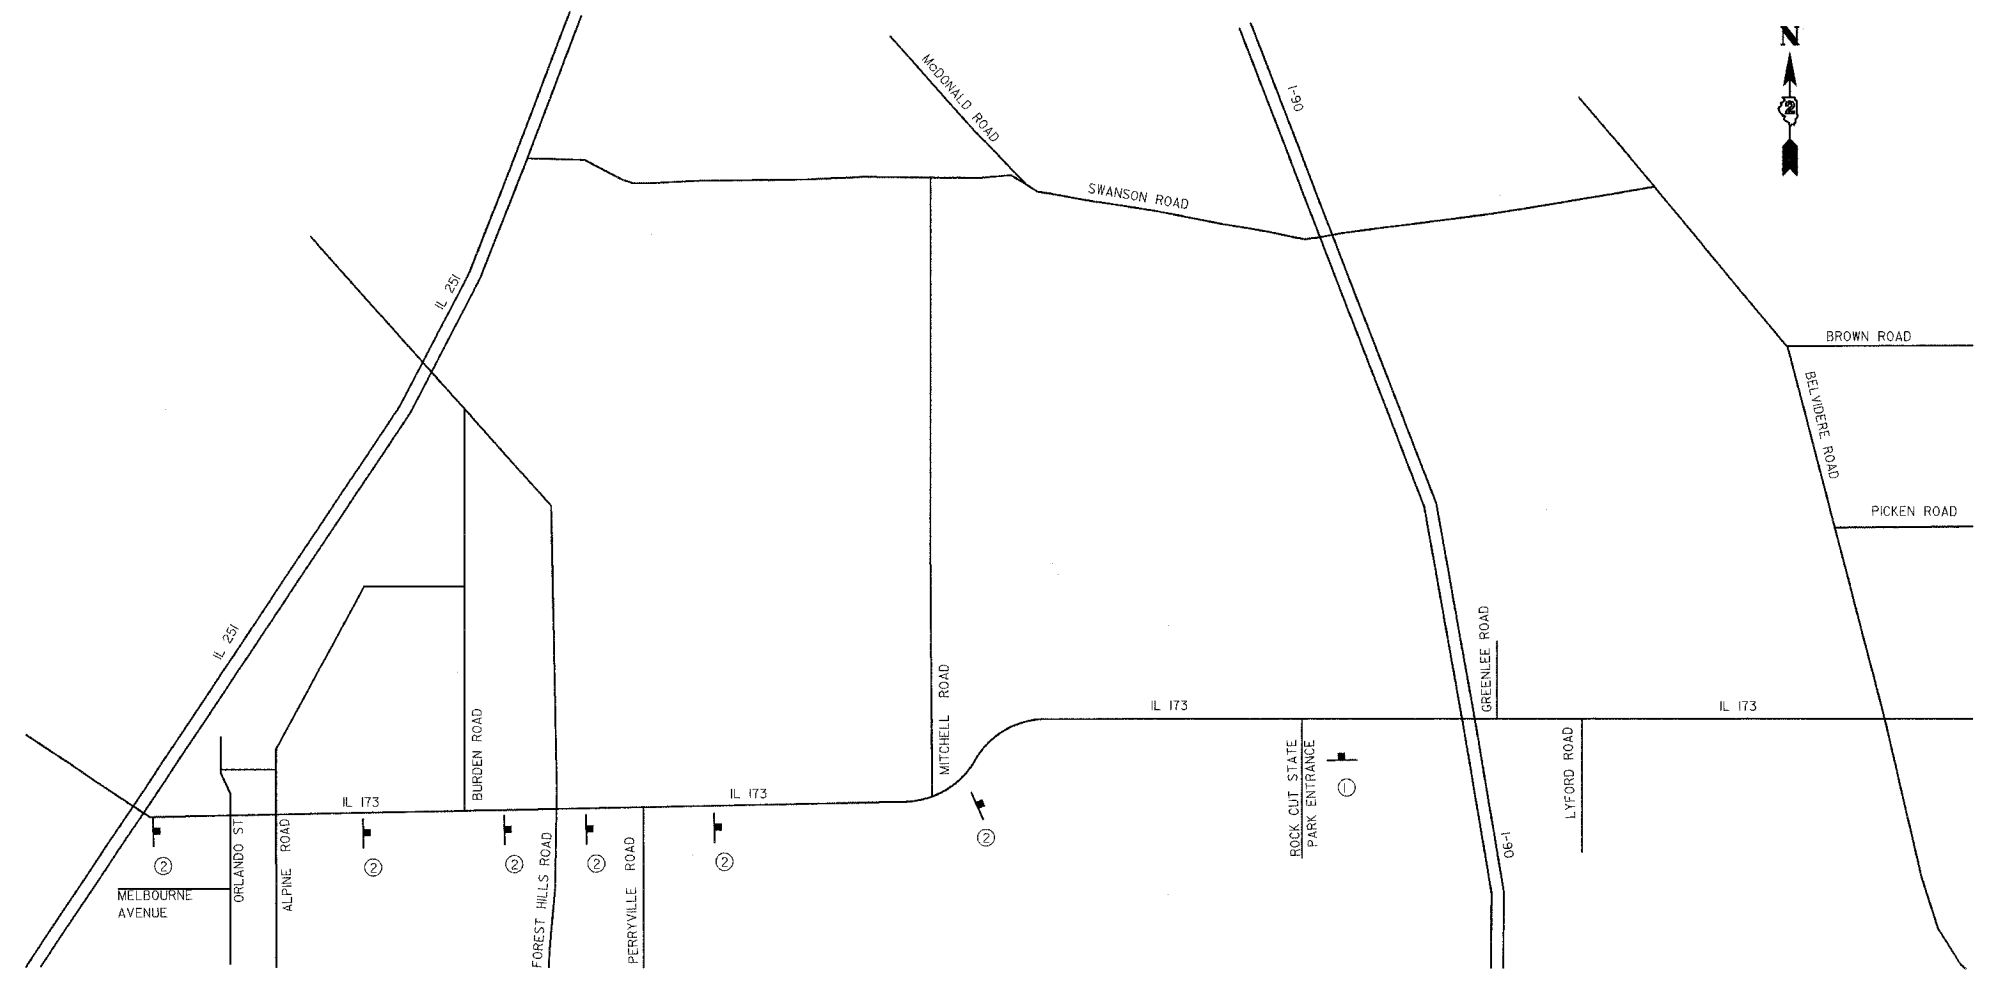 N
2
McDONALD ROAD
I-90
SWANSON ROAD
IL 251
BROWN ROAD
BELVIDERE ROAD
PICKEN ROAD
IL 251
GREENLEE ROAD
MITCHELL ROAD
BURDEN ROAD
IL 173
IL 173
IL 173
IL 173
ROCK CUT STATE
PARK ENTRANCE
1
LYFORD ROAD
I-90
2
2
2
2
2
2
ORLANDO ST
ALPINE ROAD
FOREST HILLS ROAD
PERRYVILLE ROAD
MELBOURNE
AVENUE